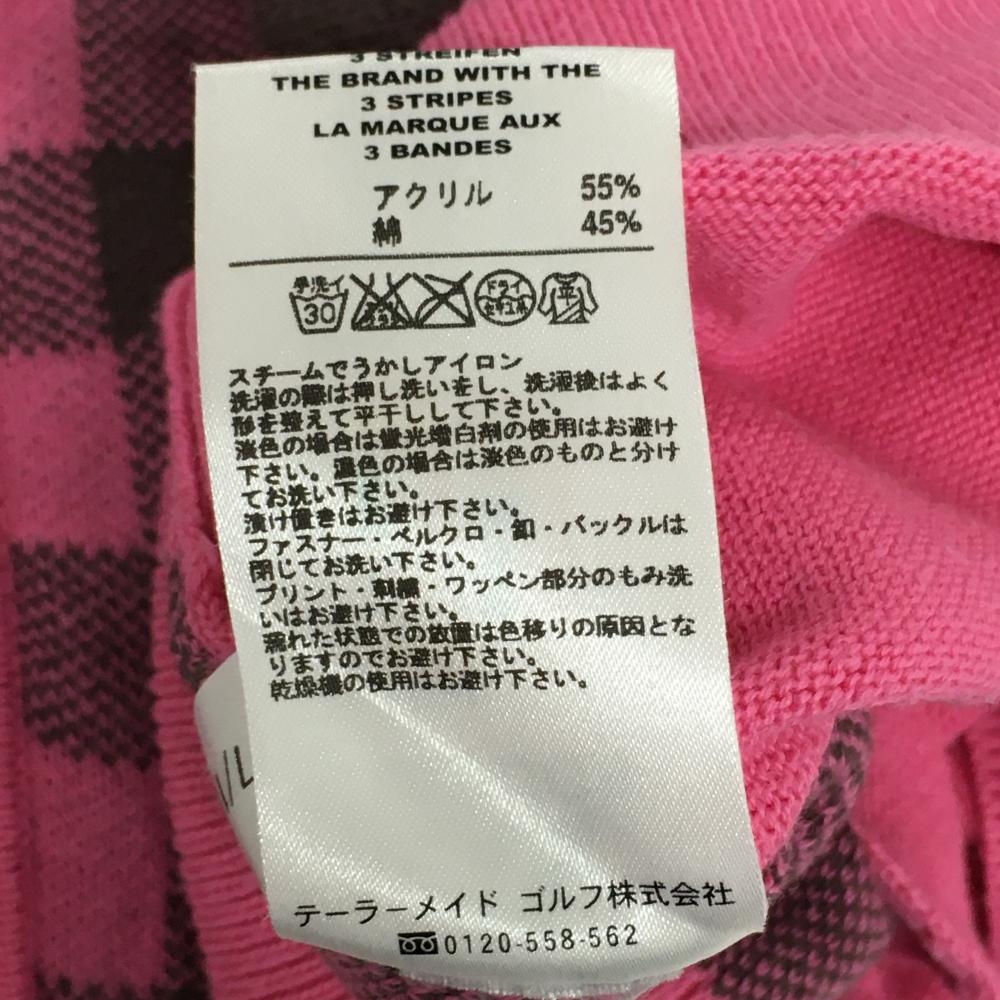 3 STREIFEN
THE BRAND WITH THE
3 STRIPES
LA MARQUE AUX
3 BANDES
アクリル 55%
綿 45%
手洗イ 30 ドライ 平
スチームでうかしアイロン
洗濯の際は押し洗いをし、洗濯後はよく
形を整えて平干しして下さい。
淡色の場合は蛍光増白剤の使用はお避け
下さい。濃色の場合は淡色のものと分け
てお洗い下さい。
漬け置きはお避け下さい。
ファスナー・ベルクロ・釦・バックルは
閉じてお洗い下さい。
プリント・刺繍・ワッペン部分のもみ洗
いはお避け下さい。
濡れた状態での放置は色移りの原因とな
りますのでお避け下さい。
乾燥機の使用はお避け下さい。
/L
テーラーメイド ゴルフ株式会社
0120-558-562